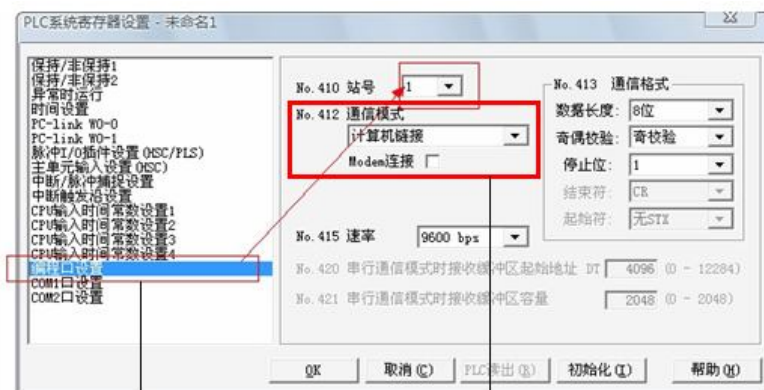 PLC系统寄存器设置 - 未命名1
保持/非保持1
保持/非保持2
异常时运行
时间设置
PC-link W0-0
PC-link W0-1
脉冲I/O插件设置(HSC/PLS)
主单元输入设置(HSC)
中断/脉冲捕捉设置
中断触发沿设置
CPU输入时间常数设置1
CPU输入时间常数设置2
CPU输入时间常数设置3
CPU输入时间常数设置4
编程口设置
COM1口设置
COM2口设置
No.410 站号 1
No.412 通信模式
计算机链接
Modem连接
No.413 通信格式
数据长度: 8位
奇偶校验: 奇校验
停止位: 1
结束符: CR
起始符: 无STX
No.415 速率 9600 bps
No.420 串行通信模式时接收缓冲区起始地址 DT 4096 (0 - 12284)
No.421 串行通信模式时接收缓冲区容量 2048 (0 - 2048)
OK 取消(C) PLC读出(R) 初始化(I) 帮助(H)